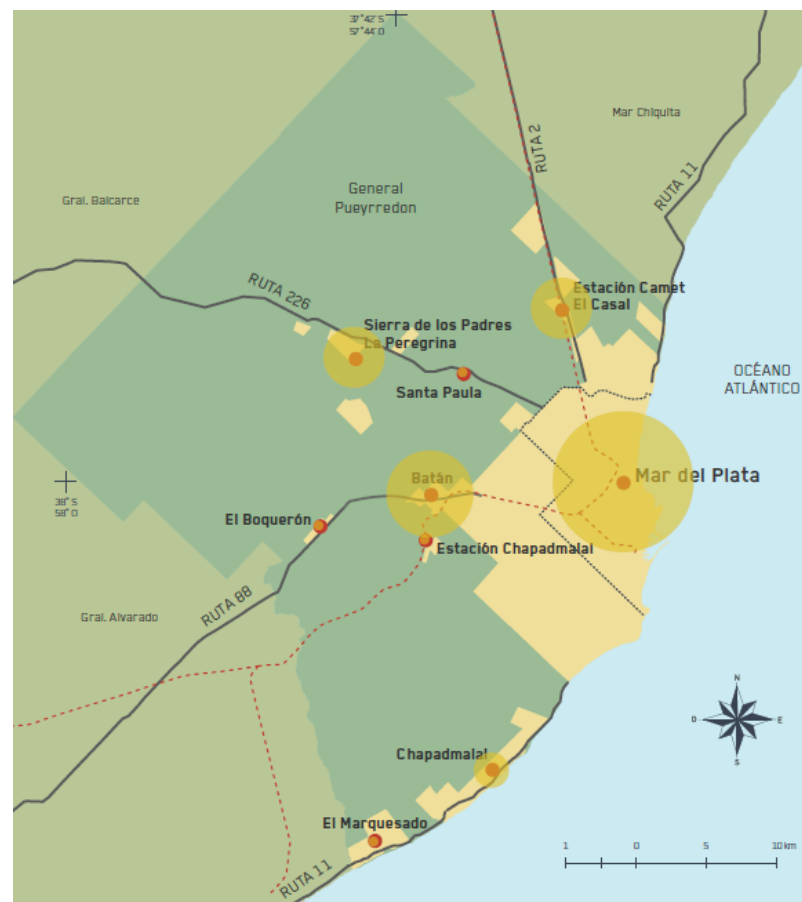 37°42' S
57°44' O
Mar Chiquita
RUTA 2
RUTA 11
General
Pueyrredon
Gral. Balcarce
RUTA 226
Estación Camet
El Casal
Sierra de los Padres
La Peregrina
Santa Paula
OCÉANO
ATLÁNTICO
Batán
Mar del Plata
38° S
58° O
El Boquerón
Estación Chapadmalal
RUTA 88
Gral. Alvarado
N
O
E
S
Chapadmalal
El Marquesado
RUTA 11
1
0
5
10 km